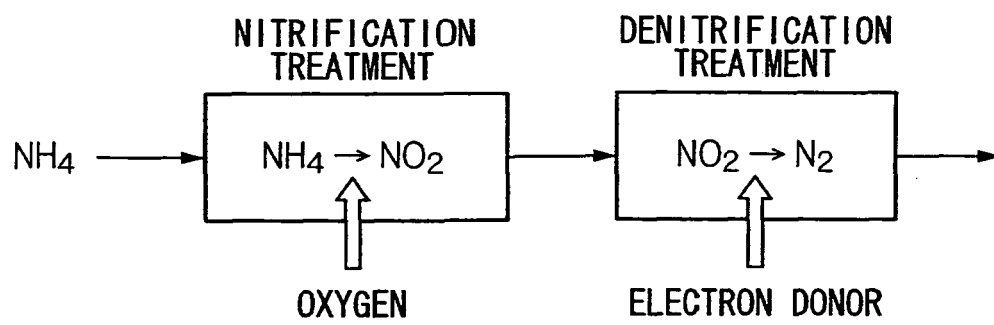 NITRIFICATION
TREATMENT
DENITRIFICATION
TREATMENT
NH4
NH4 → NO2
NO2 → N2
OXYGEN
ELECTRON DONOR